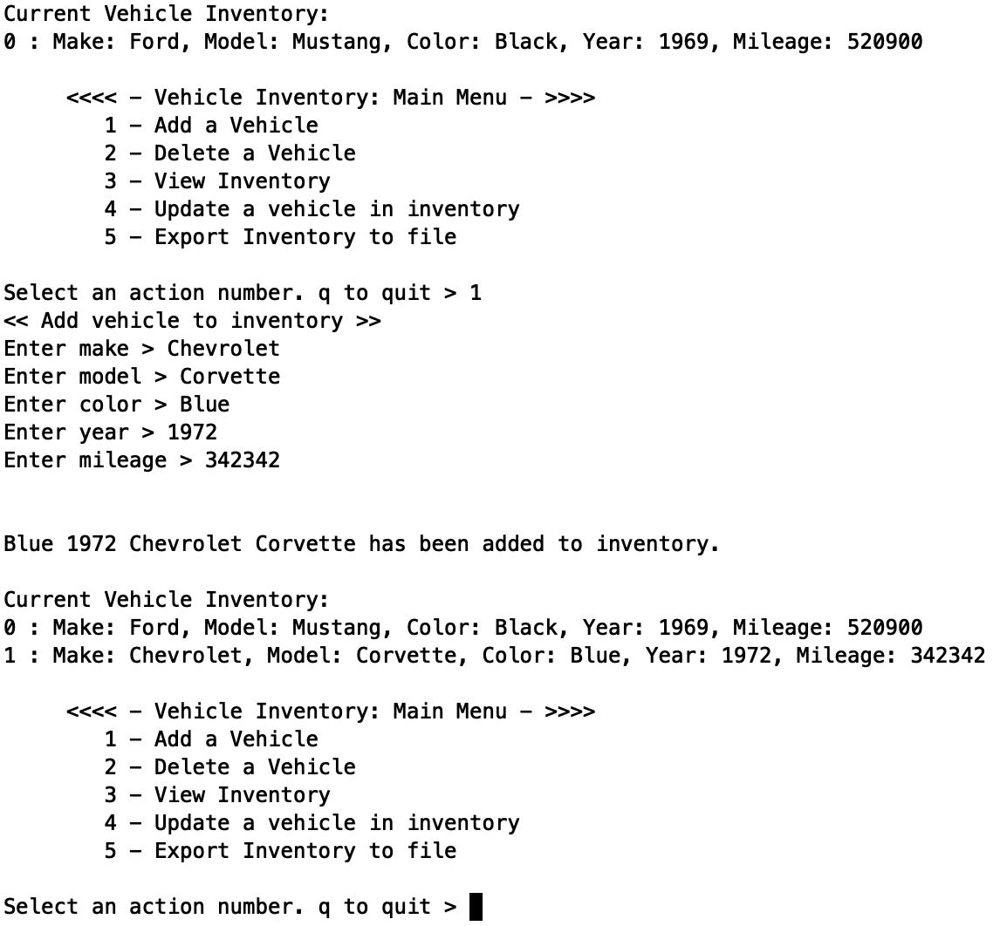 Current Vehicle Inventory:
0 : Make: Ford, Model: Mustang, Color: Black, Year: 1969, Mileage: 520900
<<<< - Vehicle Inventory: Main Menu - >>>>
1 - Add a Vehicle
2 - Delete a Vehicle
3 - View Inventory
4 - Update a vehicle in inventory
5 - Export Inventory to file
Select an action number. q to quit > 1
<< Add vehicle to inventory >>
Enter make > Chevrolet
Enter model > Corvette
Enter color > Blue
Enter year > 1972
Enter mileage > 342342
Blue 1972 Chevrolet Corvette has been added to inventory.
Current Vehicle Inventory:
0 : Make: Ford, Model: Mustang, Color: Black, Year: 1969, Mileage: 520900
1 : Make: Chevrolet, Model: Corvette, Color: Blue, Year: 1972, Mileage: 342342
<<<< - Vehicle Inventory: Main Menu - >>>>
1 - Add a Vehicle
2 - Delete a Vehicle
3 - View Inventory
4 - Update a vehicle in inventory
5 - Export Inventory to file
Select an action number. q to quit >